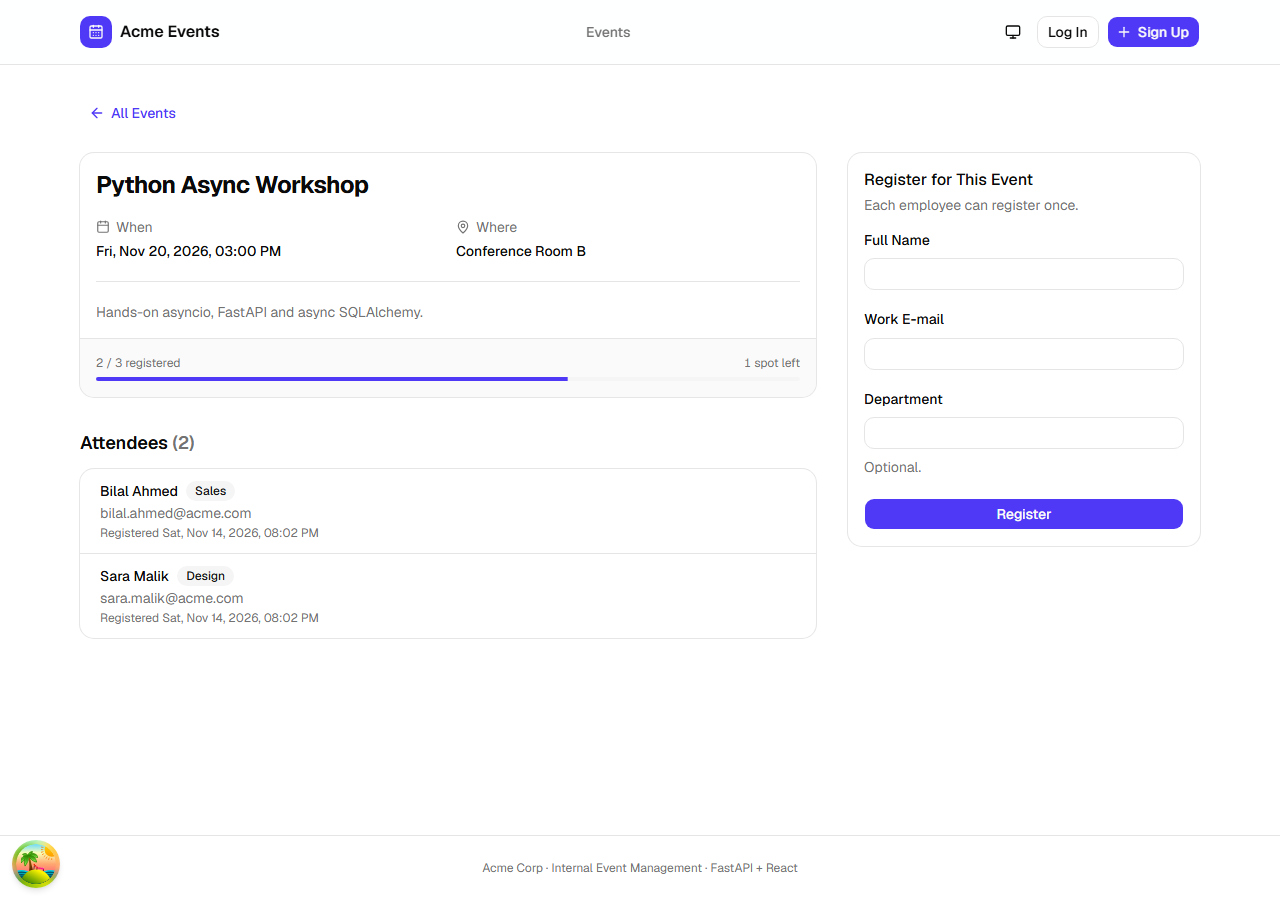 Acme Events
Events
Log In
Sign Up
All Events
Python Async Workshop
When
Where
Fri, Nov 20, 2026, 03:00 PM
Conference Room B
Hands-on asyncio, FastAPI and async SQLAlchemy.
2 / 3 registered
1 spot left
Attendees (2)
Bilal Ahmed
Sales
bilal.ahmed@acme.com
Registered Sat, Nov 14, 2026, 08:02 PM
Sara Malik
Design
sara.malik@acme.com
Registered Sat, Nov 14, 2026, 08:02 PM
Register for This Event
Each employee can register once.
Full Name
Work E-mail
Department
Optional.
Register
Acme Corp · Internal Event Management · FastAPI + React